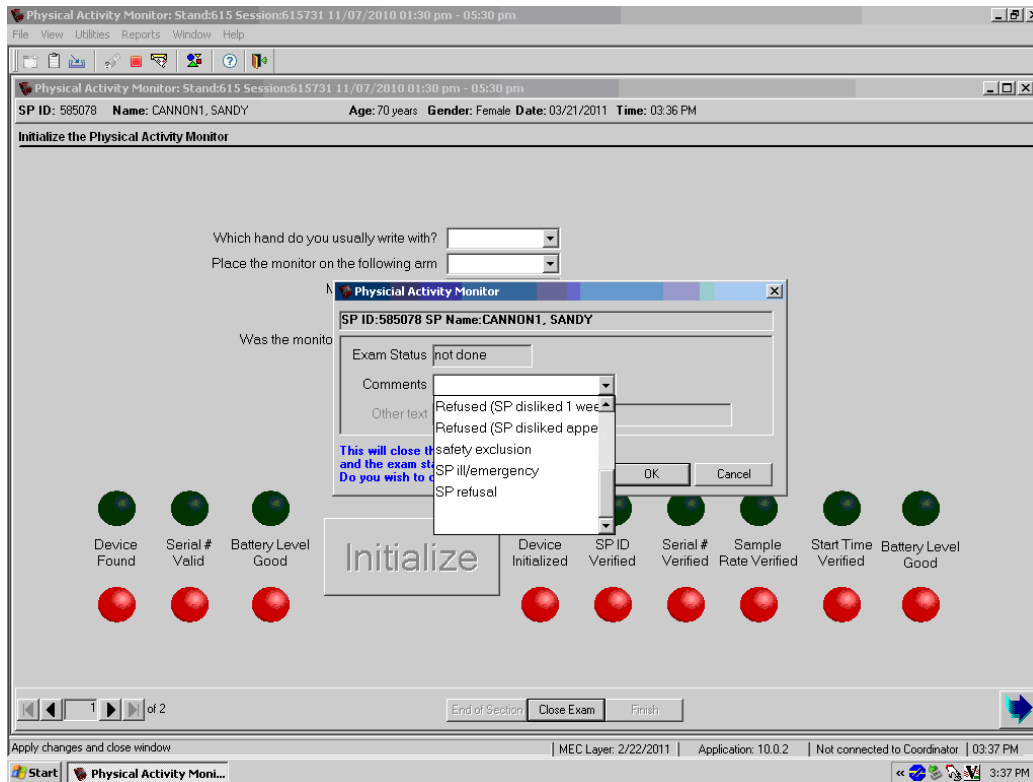 Physical Activity Monitor: Stand:615 Session:615731 11/07/2010 01:30 pm - 05:30 pm
File View Utilities Reports Window Help
Physical Activity Monitor: Stand:615 Session:615731 11/07/2010 01:30 pm - 05:30 pm
SP ID: 585078 Name: CANNON1, SANDY Age: 70 years Gender: Female Date: 03/21/2011 Time: 03:36 PM
Initialize the Physical Activity Monitor
Which hand do you usually write with?
Place the monitor on the following arm
Was the monito
Physicial Activity Monitor
SP ID:585078 SP Name:CANNON1, SANDY
Exam Status not done
Comments
Other text
Refused (SP disliked 1 wee
Refused (SP disliked appe
safety exclusion
SP ill/emergency
SP refusal
This will close th
and the exam sta
Do you wish to c
OK Cancel
Device Found
Serial # Valid
Battery Level Good
Initialize
Device Initialized
SP ID Verified
Serial # Verified
Sample Rate Verified
Start Time Verified
Battery Level Good
1 of 2
End of Section Close Exam Finish
Apply changes and close window MEC Layer: 2/22/2011 Application: 10.0.2 Not connected to Coordinator 03:37 PM
Start Physical Activity Moni... 3:37 PM